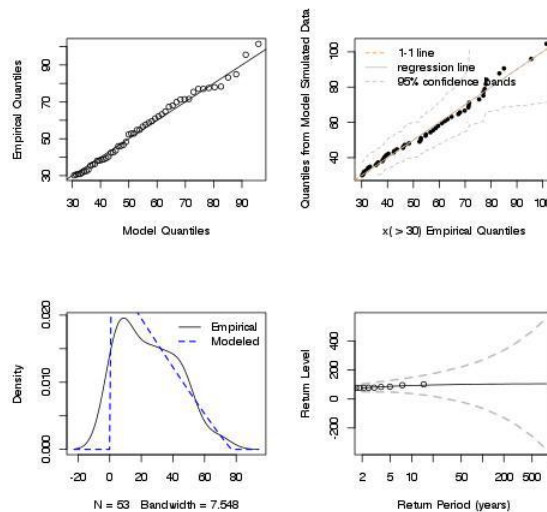 Empirical Quantiles
30 50 70 90
30 40 50 60 70 80 90
Model Quantiles
Quantiles from Model Simulated Data
40 60 80 100
1-1 line
regression line
95% confidence bands
30 40 50 60 70 80 90 100
x( > 30) Empirical Quantiles
Density
0.000 0.010 0.020
Empirical
Modeled
-20 0 20 40 60 80
N = 53 Bandwidth = 7.548
Return Level
-200 0 200 400
2 5 10 50 200 500
Return Period (years)